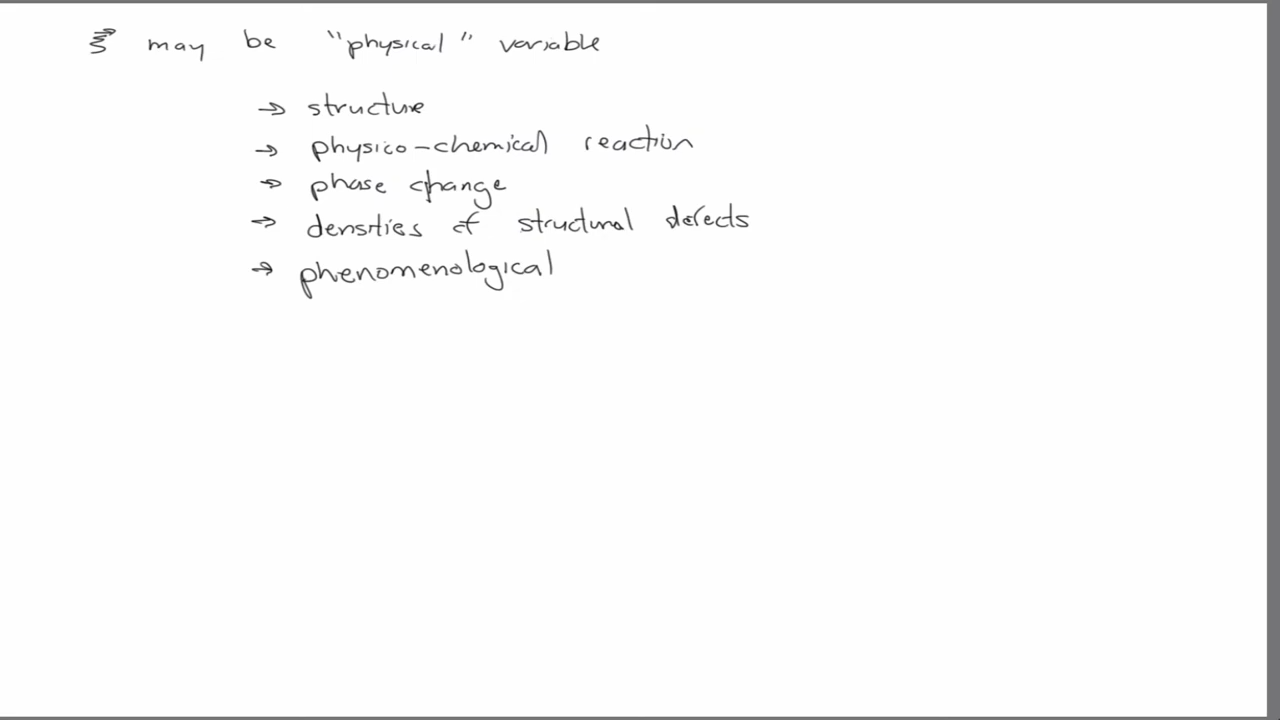 ξ⃗ may be "physical" variable
→ structure
→ physico-chemical reaction
→ phase change
→ densities of structural defects
→ phenomenological